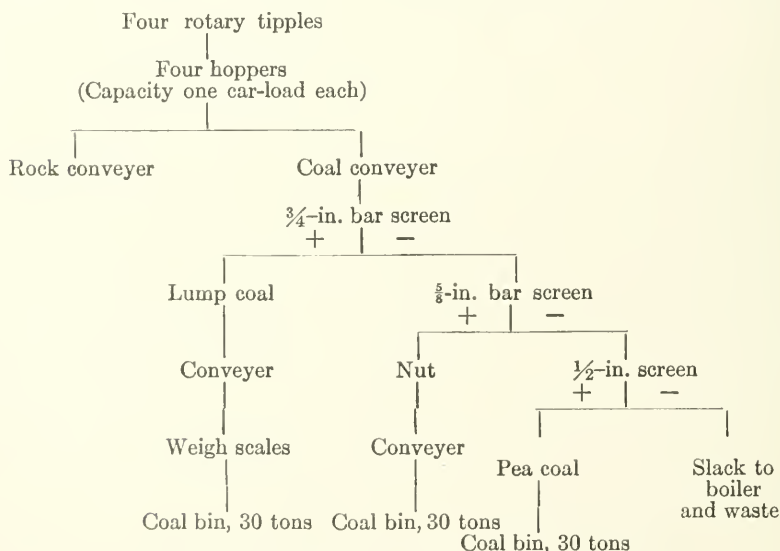 Four rotary tipples
Four hoppers
(Capacity one car-load each)
Rock conveyer
Coal conveyer
¾-in. bar screen
+ −
Lump coal
⅝-in. bar screen
+ −
Conveyer
Nut
½-in. screen
+ −
Weigh scales
Conveyer
Pea coal
Slack to
boiler
and waste
Coal bin, 30 tons
Coal bin, 30 tons
Coal bin, 30 tons